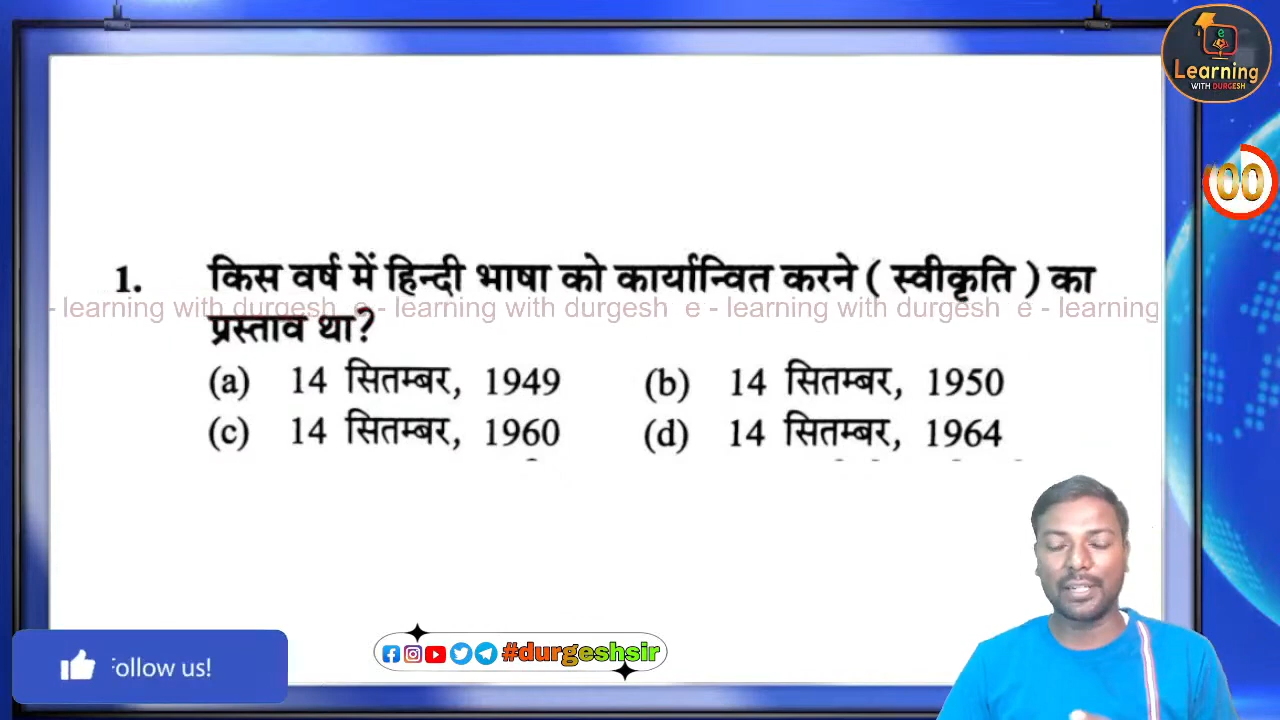 Learning
WITH DURGESH
00
1. किस वर्ष में हिन्दी भाषा को कार्यान्वित करने ( स्वीकृति ) का
- learning with durgesh e - learning with durgesh e - learning with durgesh e - learning
प्रस्ताव था?
(a) 14 सितम्बर, 1949 (b) 14 सितम्बर, 1950
(c) 14 सितम्बर, 1960 (d) 14 सितम्बर, 1964
Follow us!
#durgeshsir